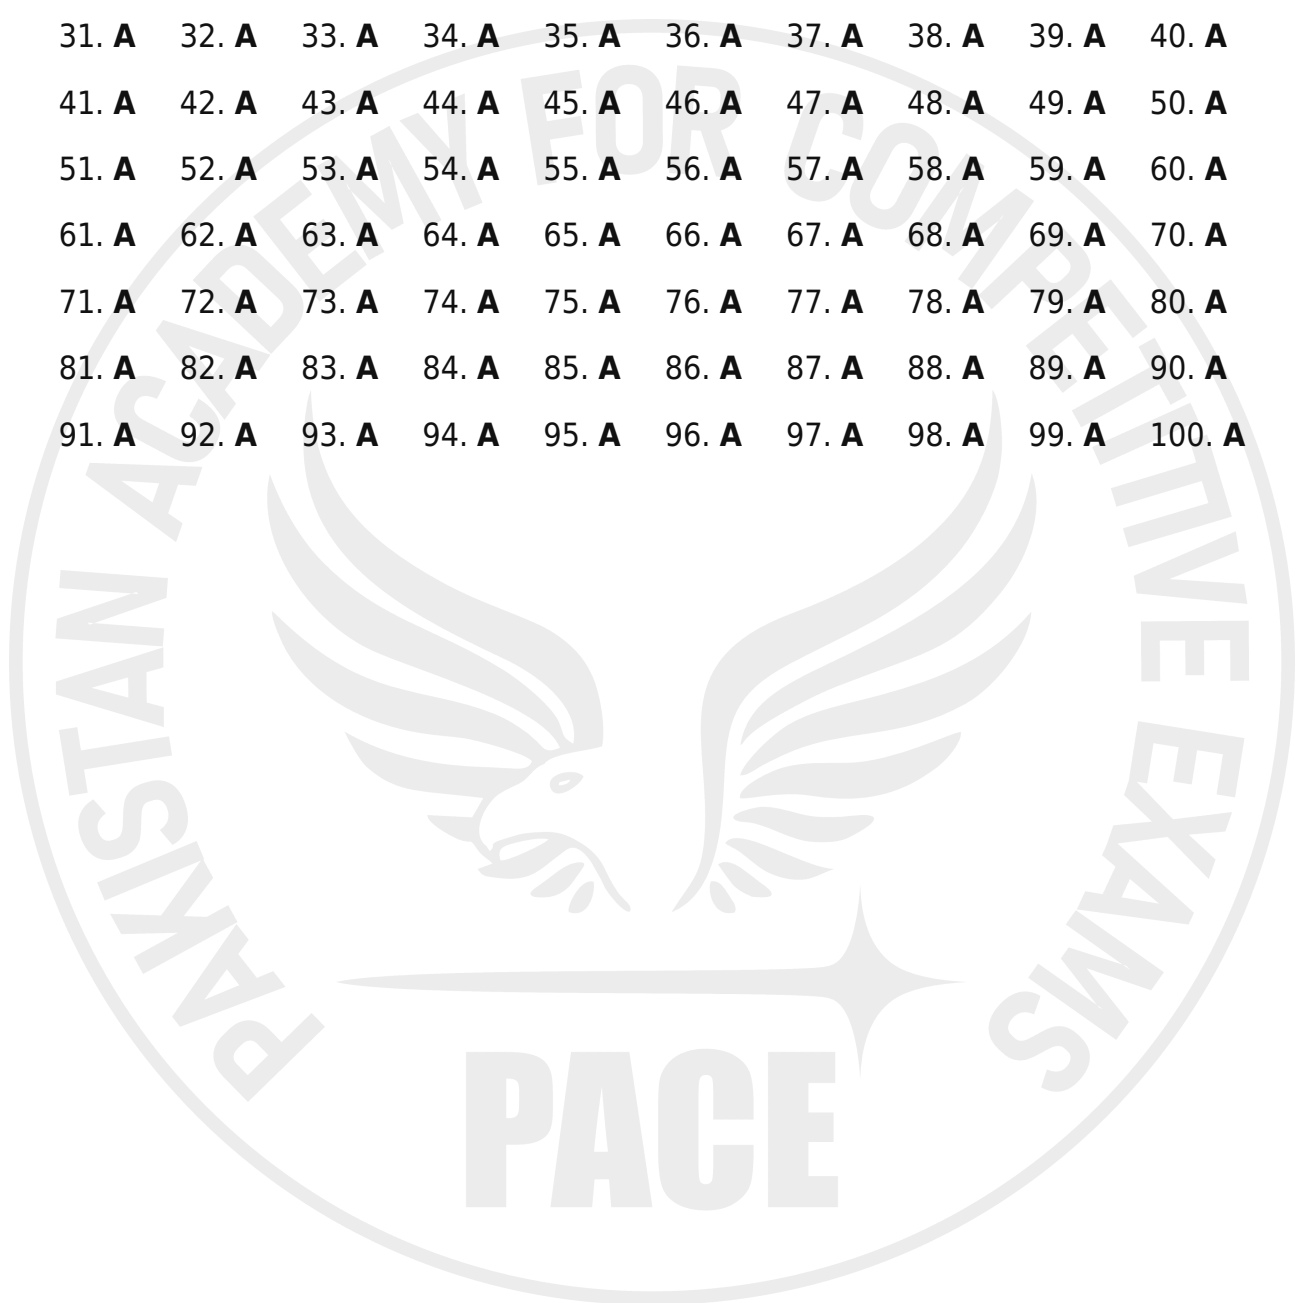 31. A 32. A 33. A 34. A 35. A 36. A 37. A 38. A 39. A 40. A
41. A 42. A 43. A 44. A 45. A 46. A 47. A 48. A 49. A 50. A
51. A 52. A 53. A 54. A 55. A 56. A 57. A 58. A 59. A 60. A
61. A 62. A 63. A 64. A 65. A 66. A 67. A 68. A 69. A 70. A
71. A 72. A 73. A 74. A 75. A 76. A 77. A 78. A 79. A 80. A
81. A 82. A 83. A 84. A 85. A 86. A 87. A 88. A 89. A 90. A
91. A 92. A 93. A 94. A 95. A 96. A 97. A 98. A 99. A 100. A
PAKISTAN ACADEMY FOR COMPETITIVE EXAMS
PACE